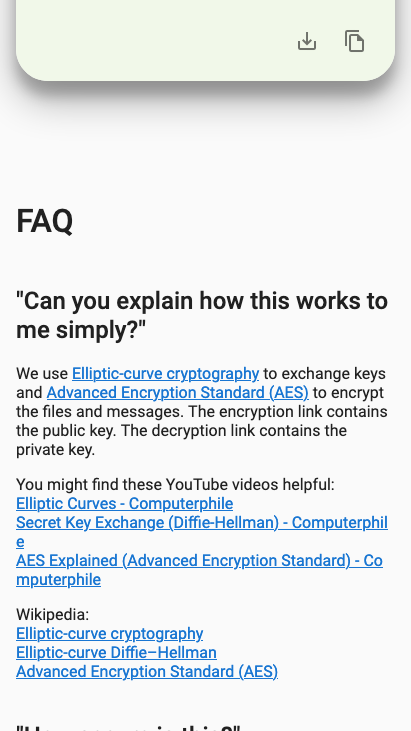 FAQ
"Can you explain how this works to
me simply?"
We use Elliptic-curve cryptography to exchange keys
and Advanced Encryption Standard (AES) to encrypt
the files and messages. The encryption link contains
the public key. The decryption link contains the
private key.
You might find these YouTube videos helpful:
Elliptic Curves - Computerphile
Secret Key Exchange (Diffie-Hellman) - Computerphil
e
AES Explained (Advanced Encryption Standard) - Co
mputerphile
Wikipedia:
Elliptic-curve cryptography
Elliptic-curve Diffie–Hellman
Advanced Encryption Standard (AES)